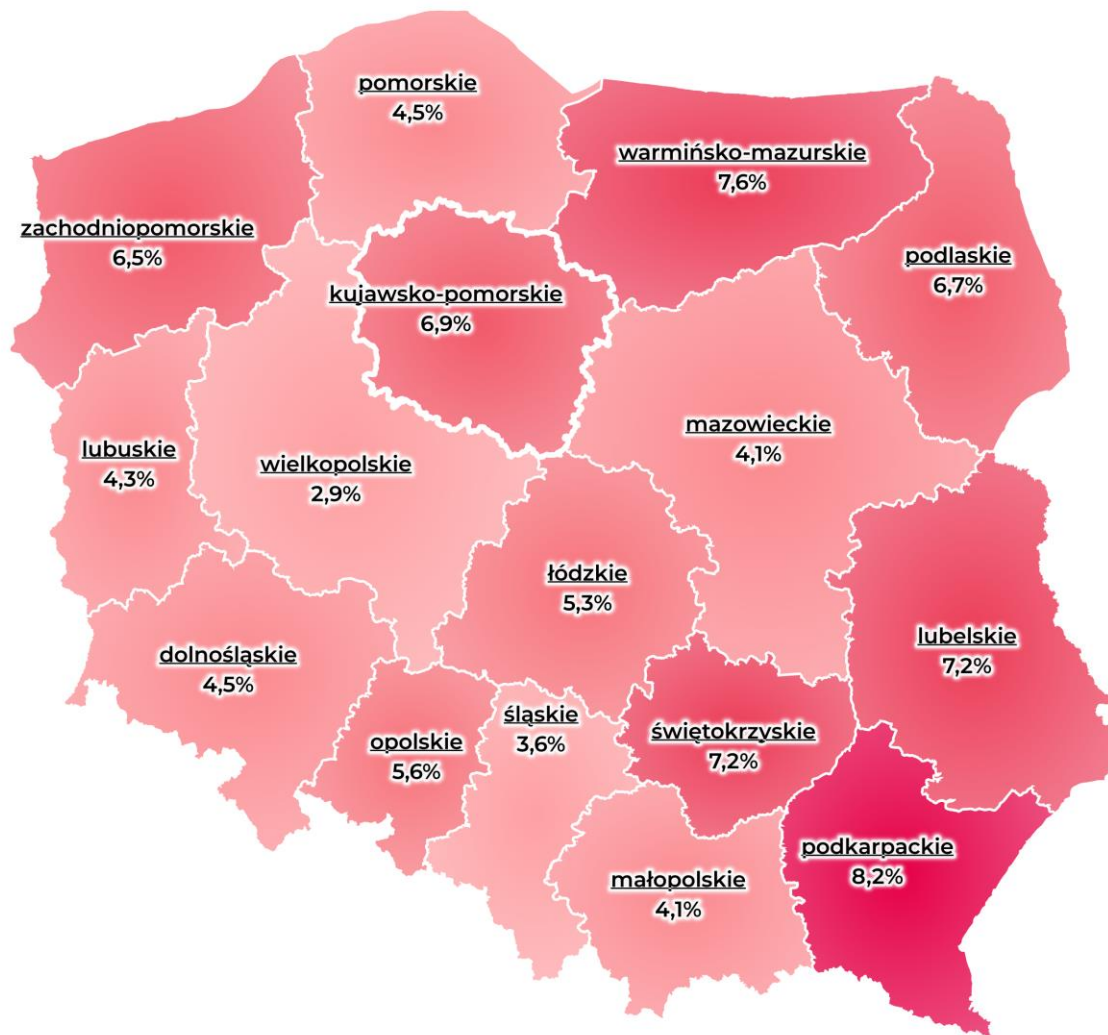 pomorskie
4,5%
warmińsko-mazurskie
7,6%
zachodniopomorskie
6,5%
podlaskie
6,7%
kujawsko-pomorskie
6,9%
mazowieckie
4,1%
lubuskie
4,3%
wielkopolskie
2,9%
łódzkie
5,3%
lubelskie
7,2%
dolnośląskie
4,5%
śląskie
3,6%
świętokrzyskie
7,2%
opolskie
5,6%
podkarpackie
8,2%
małopolskie
4,1%